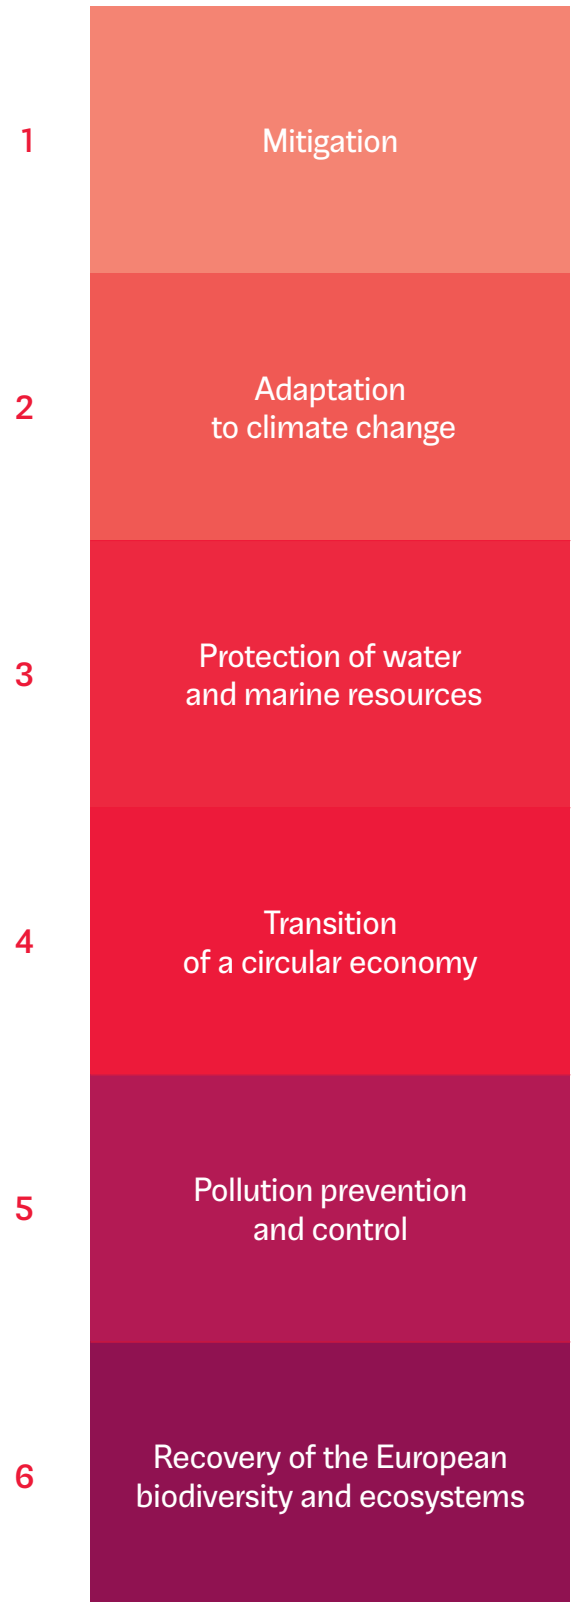 1
Mitigation
2
Adaptation
to climate change
3
Protection of water
and marine resources
4
Transition
of a circular economy
5
Pollution prevention
and control
6
Recovery of the European
biodiversity and ecosystems